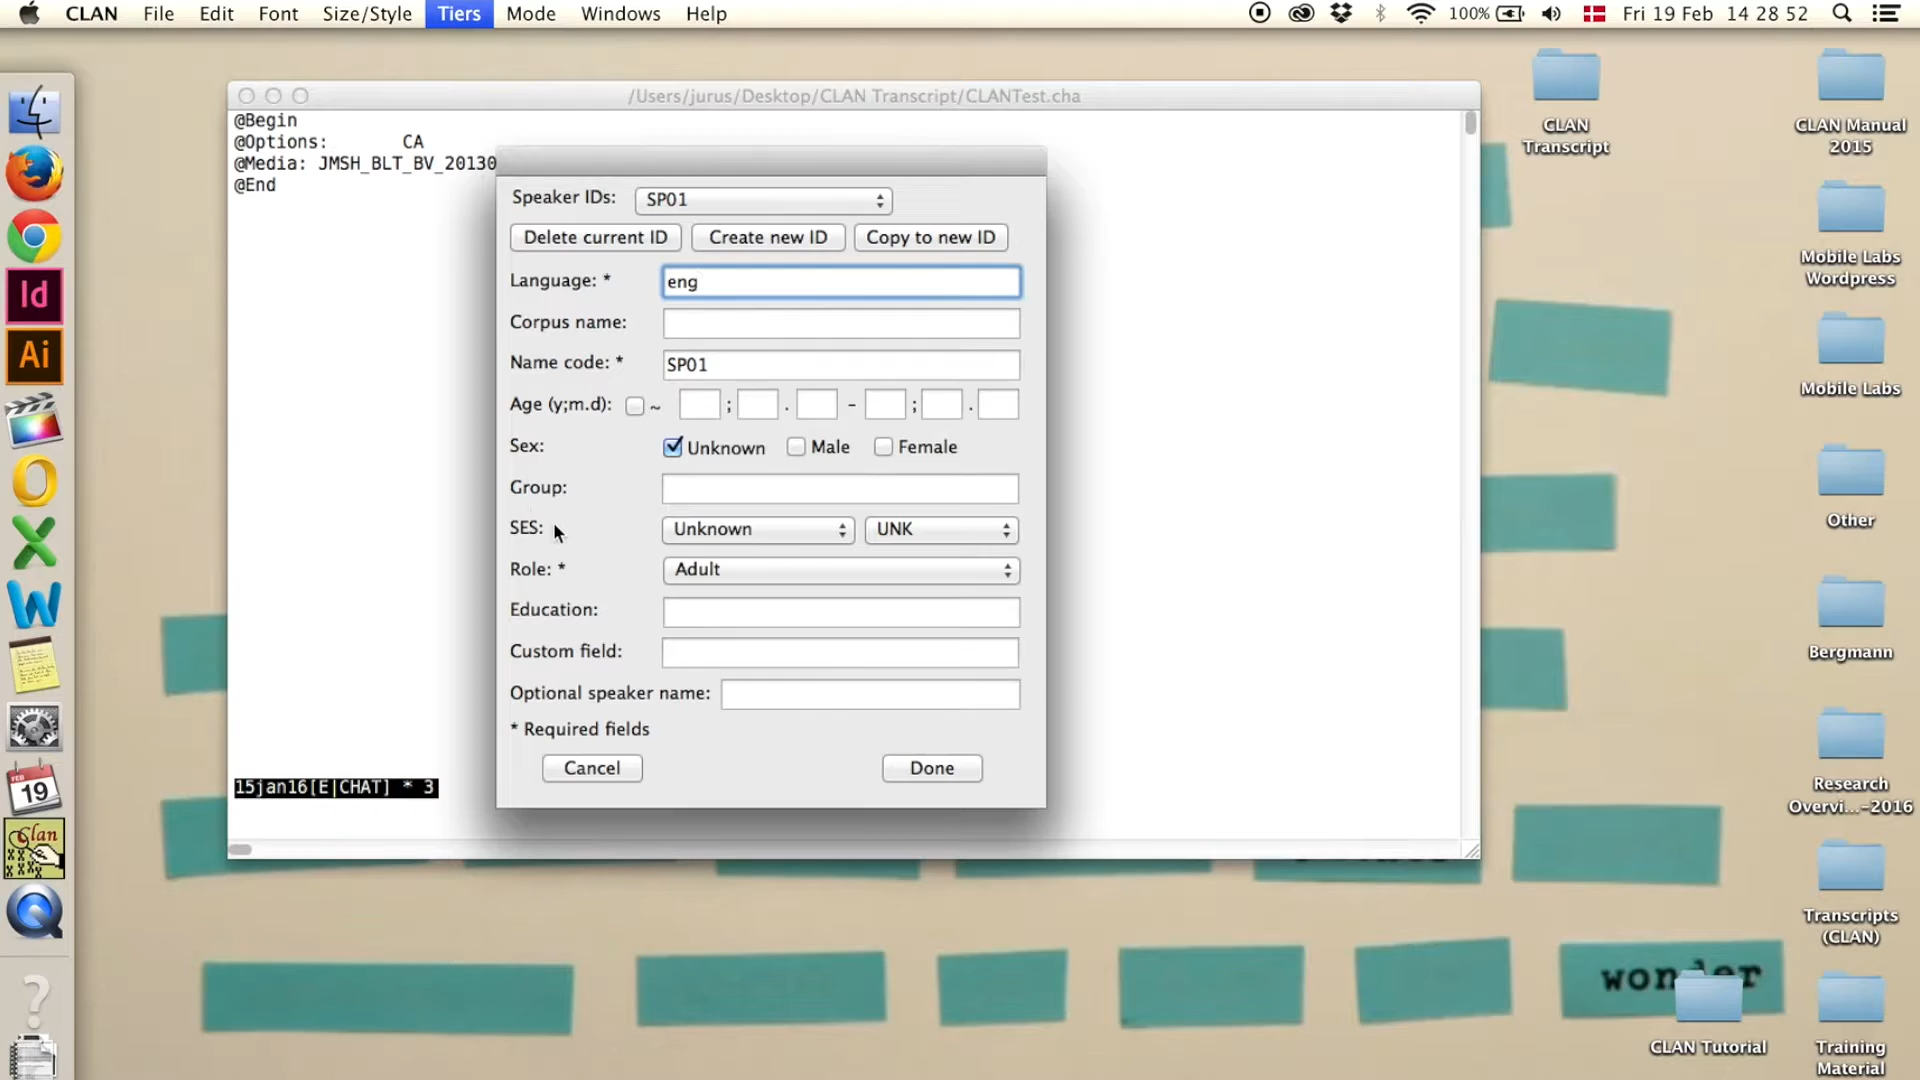 CLAN File Edit Font Size/Style Tiers Mode Windows Help 100% Fri 19 Feb 14 28 52
/Users/jurus/Desktop/CLAN Transcript/CLANTest.cha
@Begin
@Options: CA
@Media: JMSH_BLT_BV_20130
@End
Speaker IDs: SP01
Delete current ID Create new ID Copy to new ID
Language: * eng
Corpus name:
Name code: * SP01
Age (y;m.d): ~ ; . - ; .
Sex: Unknown Male Female
Group:
SES: Unknown UNK
Role: * Adult
Education:
Custom field:
Optional speaker name:
* Required fields
Cancel Done
15jan16[E|CHAT] * 3
CLAN
Transcript
CLAN Manual
2015
Mobile Labs
Wordpress
Mobile Labs
Other
Bergmann
Research
Overvi...-2016
Transcripts
(CLAN)
CLAN Tutorial
Training
Material
Id
Ai
FEB
19
Clan